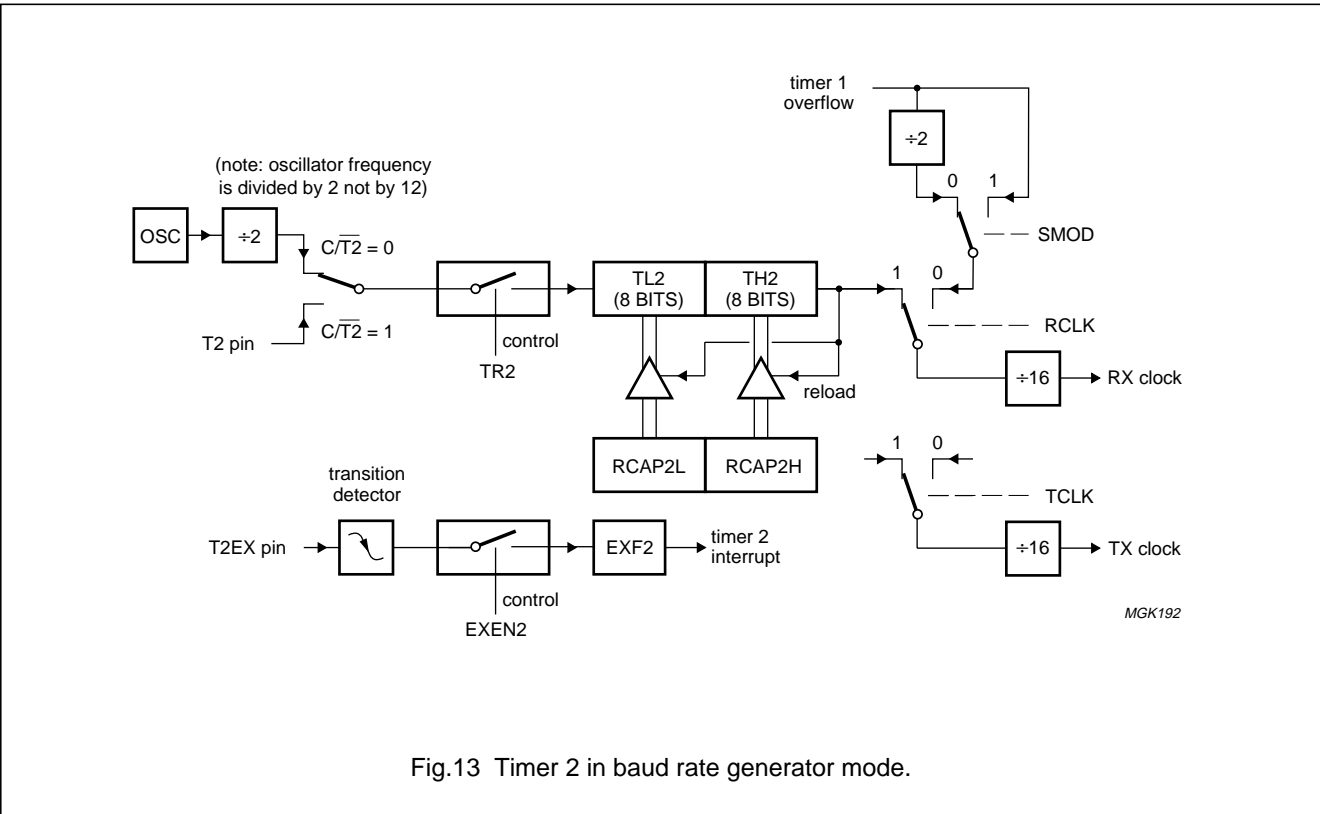 timer 1
overflow
÷2
0 1
SMOD
(note: oscillator frequency
is divided by 2 not by 12)
OSC
÷2
C/T̅2̅ = 0
C/T̅2̅ = 1
T2 pin
control
TR2
TL2
(8 BITS)
TH2
(8 BITS)
reload
RCAP2L
RCAP2H
1 0
RCLK
÷16
RX clock
1 0
TCLK
÷16
TX clock
transition
detector
T2EX pin
control
EXEN2
EXF2
timer 2
interrupt
MGK192
Fig.13 Timer 2 in baud rate generator mode.